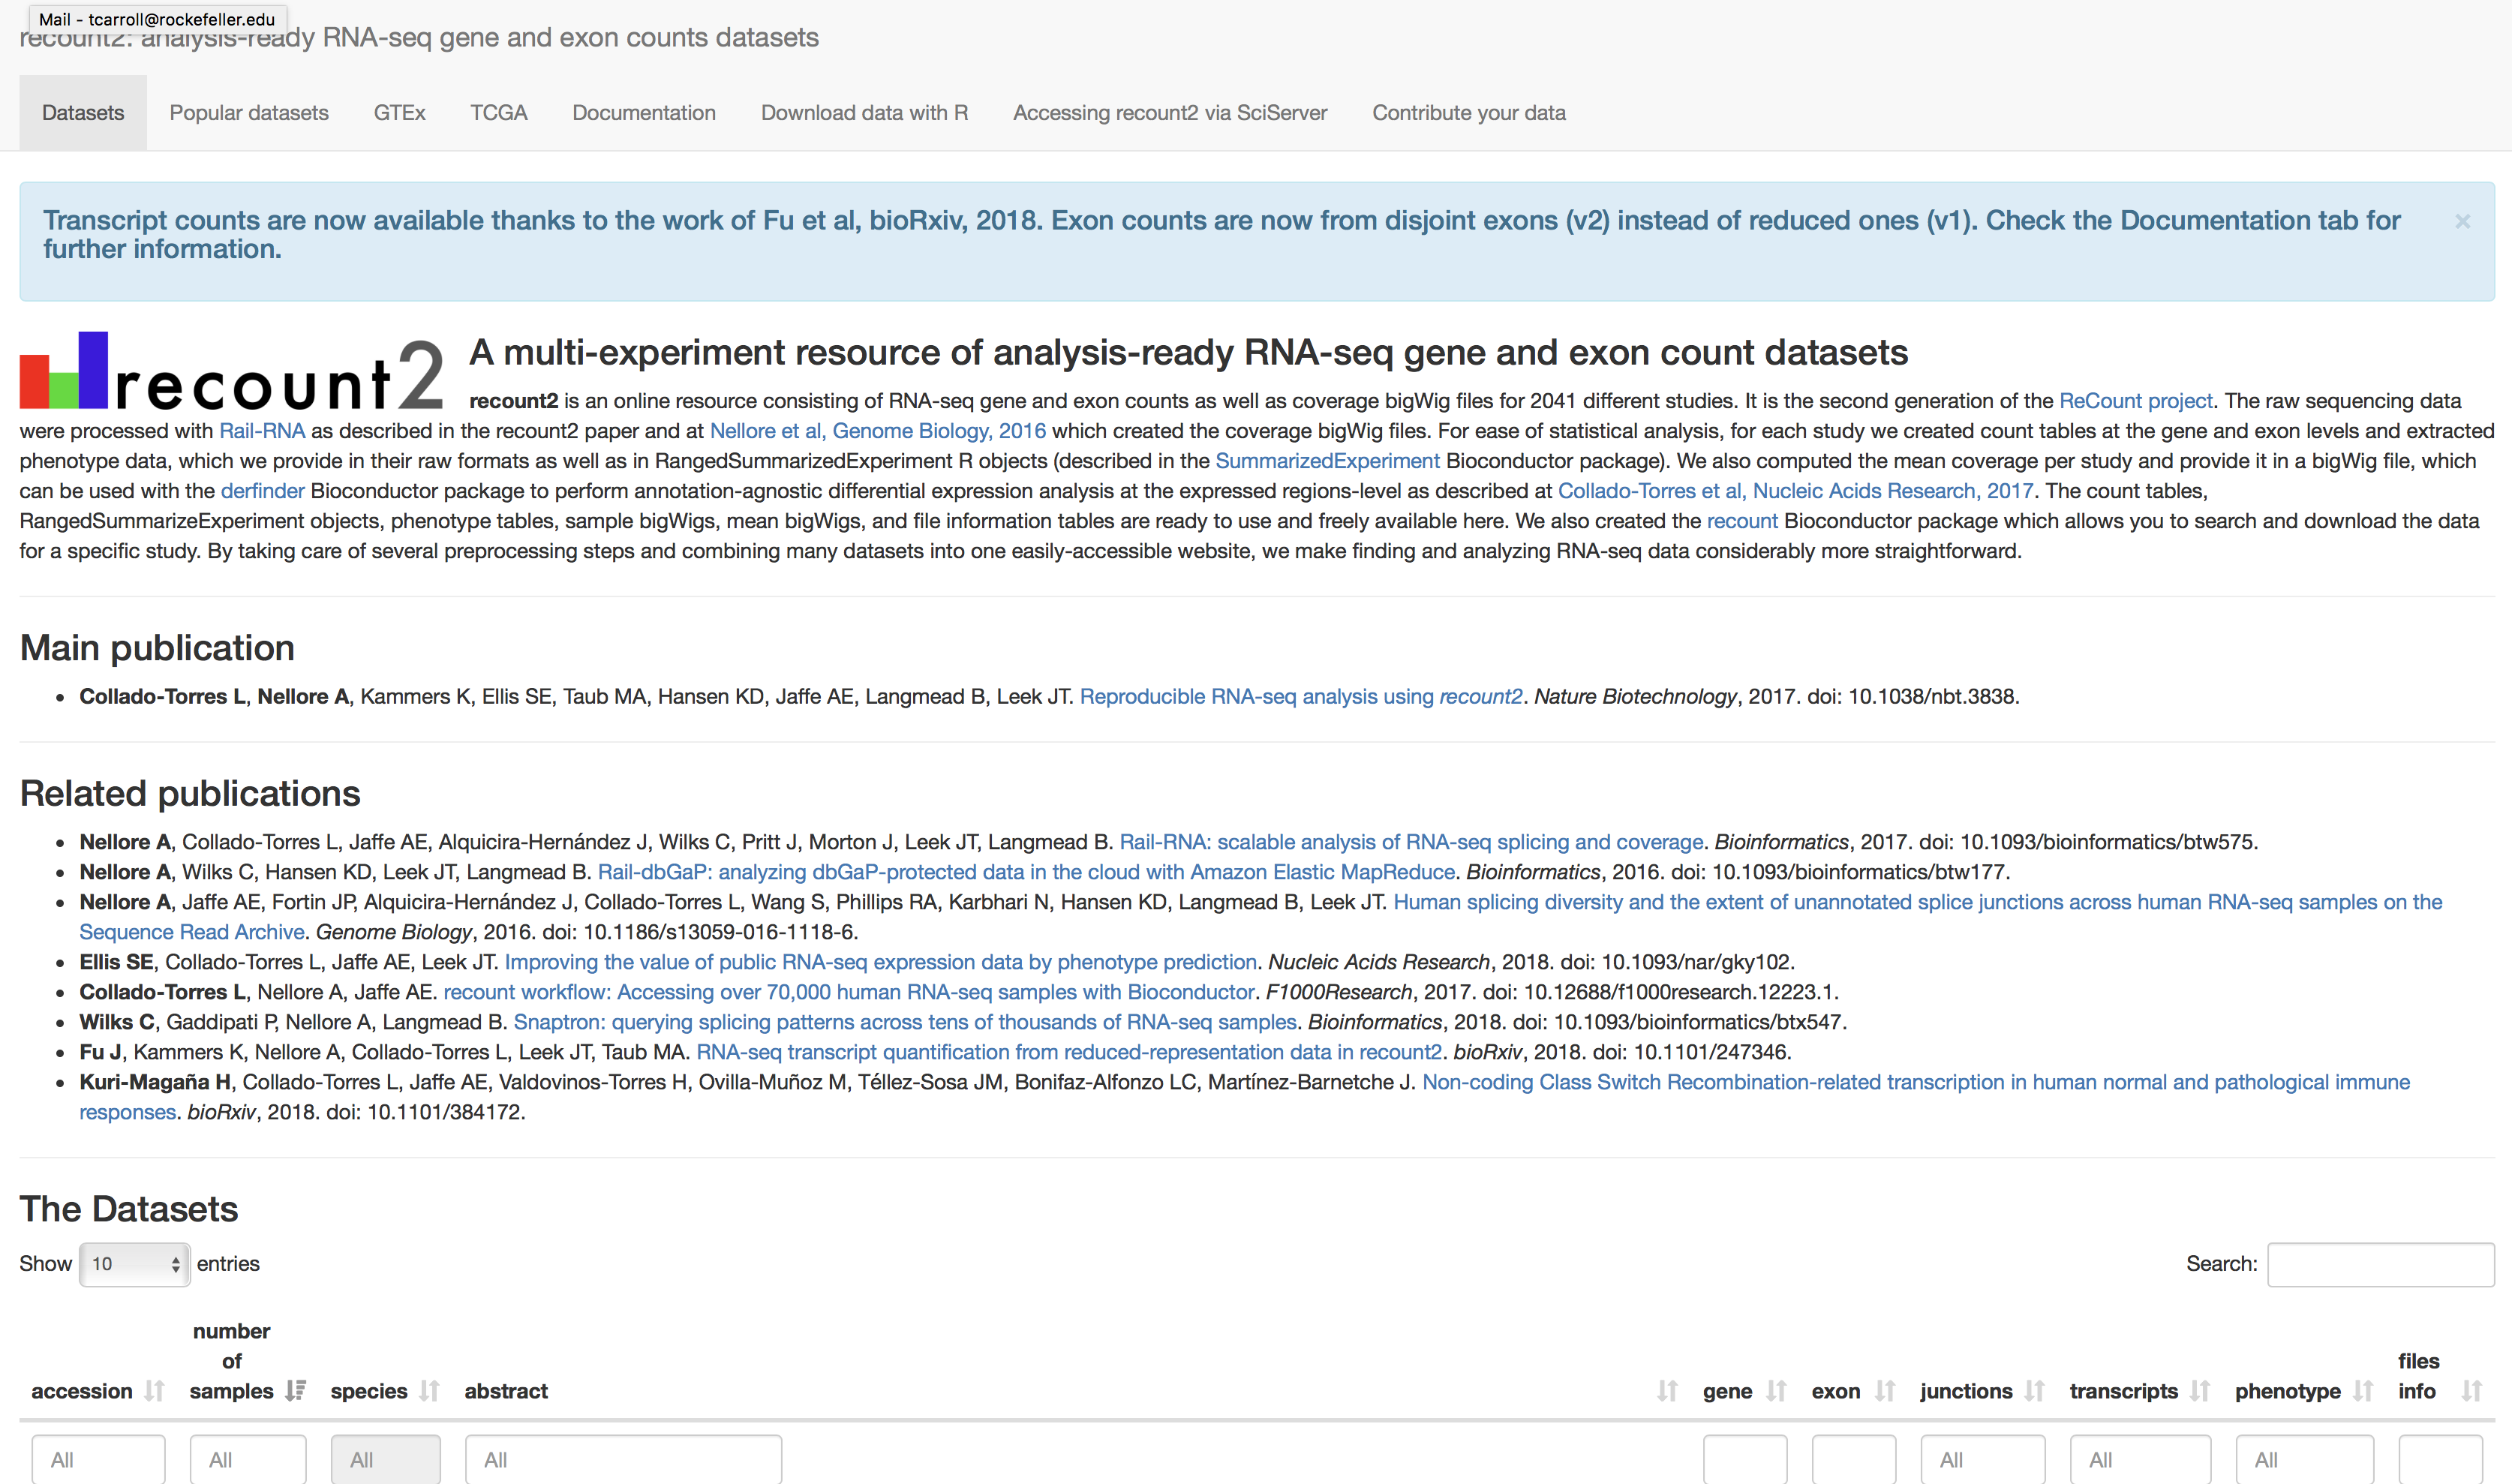 Mail - tcarroll@rockefeller.edu
recount2: analysis-ready RNA-seq gene and exon counts datasets
Datasets Popular datasets GTEx TCGA Documentation Download data with R Accessing recount2 via SciServer Contribute your data
Transcript counts are now available thanks to the work of Fu et al, bioRxiv, 2018. Exon counts are now from disjoint exons (v2) instead of reduced ones (v1). Check the Documentation tab for ×
further information.
recount2
A multi-experiment resource of analysis-ready RNA-seq gene and exon count datasets
recount2 is an online resource consisting of RNA-seq gene and exon counts as well as coverage bigWig files for 2041 different studies. It is the second generation of the ReCount project. The raw sequencing data
were processed with Rail-RNA as described in the recount2 paper and at Nellore et al, Genome Biology, 2016 which created the coverage bigWig files. For ease of statistical analysis, for each study we created count tables at the gene and exon levels and extracted
phenotype data, which we provide in their raw formats as well as in RangedSummarizedExperiment R objects (described in the SummarizedExperiment Bioconductor package). We also computed the mean coverage per study and provide it in a bigWig file, which
can be used with the derfinder Bioconductor package to perform annotation-agnostic differential expression analysis at the expressed regions-level as described at Collado-Torres et al, Nucleic Acids Research, 2017. The count tables,
RangedSummarizeExperiment objects, phenotype tables, sample bigWigs, mean bigWigs, and file information tables are ready to use and freely available here. We also created the recount Bioconductor package which allows you to search and download the data
for a specific study. By taking care of several preprocessing steps and combining many datasets into one easily-accessible website, we make finding and analyzing RNA-seq data considerably more straightforward.
Main publication
• Collado-Torres L, Nellore A, Kammers K, Ellis SE, Taub MA, Hansen KD, Jaffe AE, Langmead B, Leek JT. Reproducible RNA-seq analysis using recount2. Nature Biotechnology, 2017. doi: 10.1038/nbt.3838.
Related publications
• Nellore A, Collado-Torres L, Jaffe AE, Alquicira-Hernández J, Wilks C, Pritt J, Morton J, Leek JT, Langmead B. Rail-RNA: scalable analysis of RNA-seq splicing and coverage. Bioinformatics, 2017. doi: 10.1093/bioinformatics/btw575.
• Nellore A, Wilks C, Hansen KD, Leek JT, Langmead B. Rail-dbGaP: analyzing dbGaP-protected data in the cloud with Amazon Elastic MapReduce. Bioinformatics, 2016. doi: 10.1093/bioinformatics/btw177.
• Nellore A, Jaffe AE, Fortin JP, Alquicira-Hernández J, Collado-Torres L, Wang S, Phillips RA, Karbhari N, Hansen KD, Langmead B, Leek JT. Human splicing diversity and the extent of unannotated splice junctions across human RNA-seq samples on the
Sequence Read Archive. Genome Biology, 2016. doi: 10.1186/s13059-016-1118-6.
• Ellis SE, Collado-Torres L, Jaffe AE, Leek JT. Improving the value of public RNA-seq expression data by phenotype prediction. Nucleic Acids Research, 2018. doi: 10.1093/nar/gky102.
• Collado-Torres L, Nellore A, Jaffe AE. recount workflow: Accessing over 70,000 human RNA-seq samples with Bioconductor. F1000Research, 2017. doi: 10.12688/f1000research.12223.1.
• Wilks C, Gaddipati P, Nellore A, Langmead B. Snaptron: querying splicing patterns across tens of thousands of RNA-seq samples. Bioinformatics, 2018. doi: 10.1093/bioinformatics/btx547.
• Fu J, Kammers K, Nellore A, Collado-Torres L, Leek JT, Taub MA. RNA-seq transcript quantification from reduced-representation data in recount2. bioRxiv, 2018. doi: 10.1101/247346.
• Kuri-Magaña H, Collado-Torres L, Jaffe AE, Valdovinos-Torres H, Ovilla-Muñoz M, Téllez-Sosa JM, Bonifaz-Alfonzo LC, Martínez-Barnetche J. Non-coding Class Switch Recombination-related transcription in human normal and pathological immune
responses. bioRxiv, 2018. doi: 10.1101/384172.
The Datasets
Show 10 entries Search:
accession number of samples species abstract gene exon junctions transcripts phenotype files info
All All All All All All All